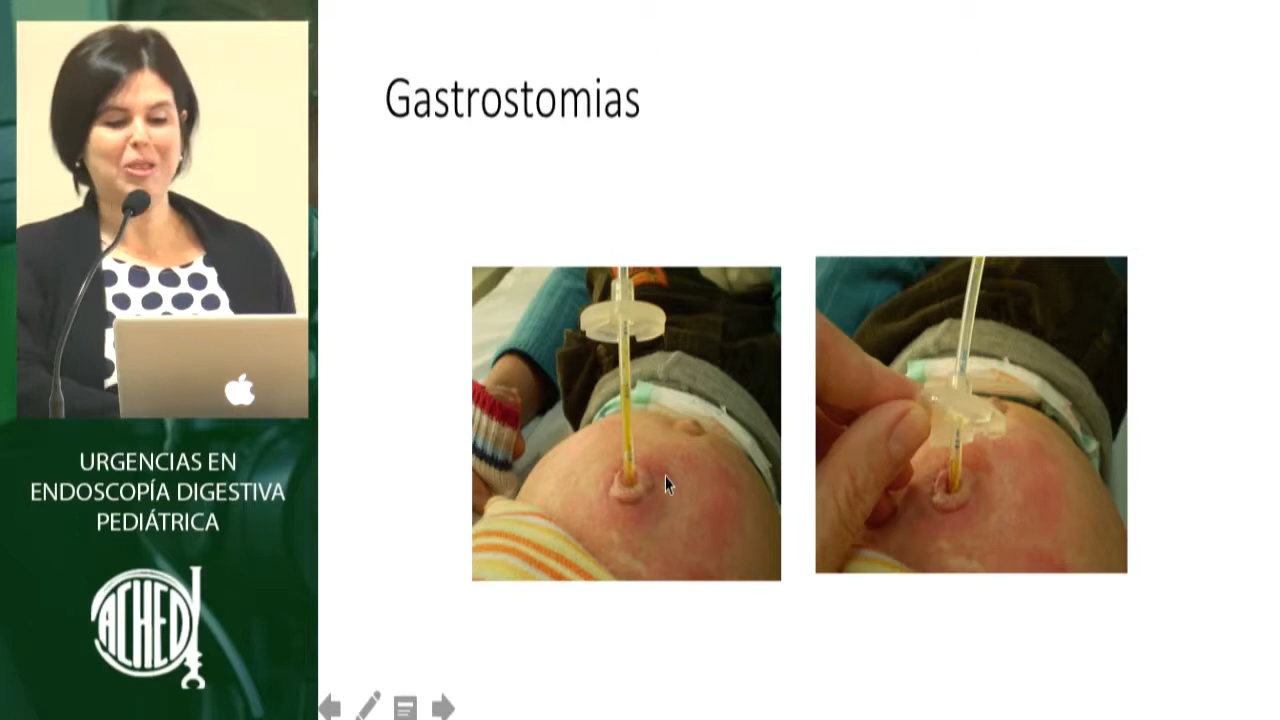 Gastrostomias
URGENCIAS EN
ENDOSCOPÍA DIGESTIVA
PEDIÁTRICA
ACHED